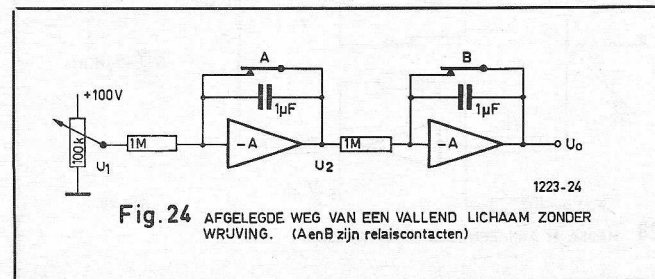 A
B
+100V
1µF
1µF
100k
1M
-A
1M
-A
U1
U2
Uo
1223-24
Fig. 24 AFGELEGDE WEG VAN EEN VALLEND LICHAAM ZONDER
WRIJVING. (A en B zijn relaiscontacten)